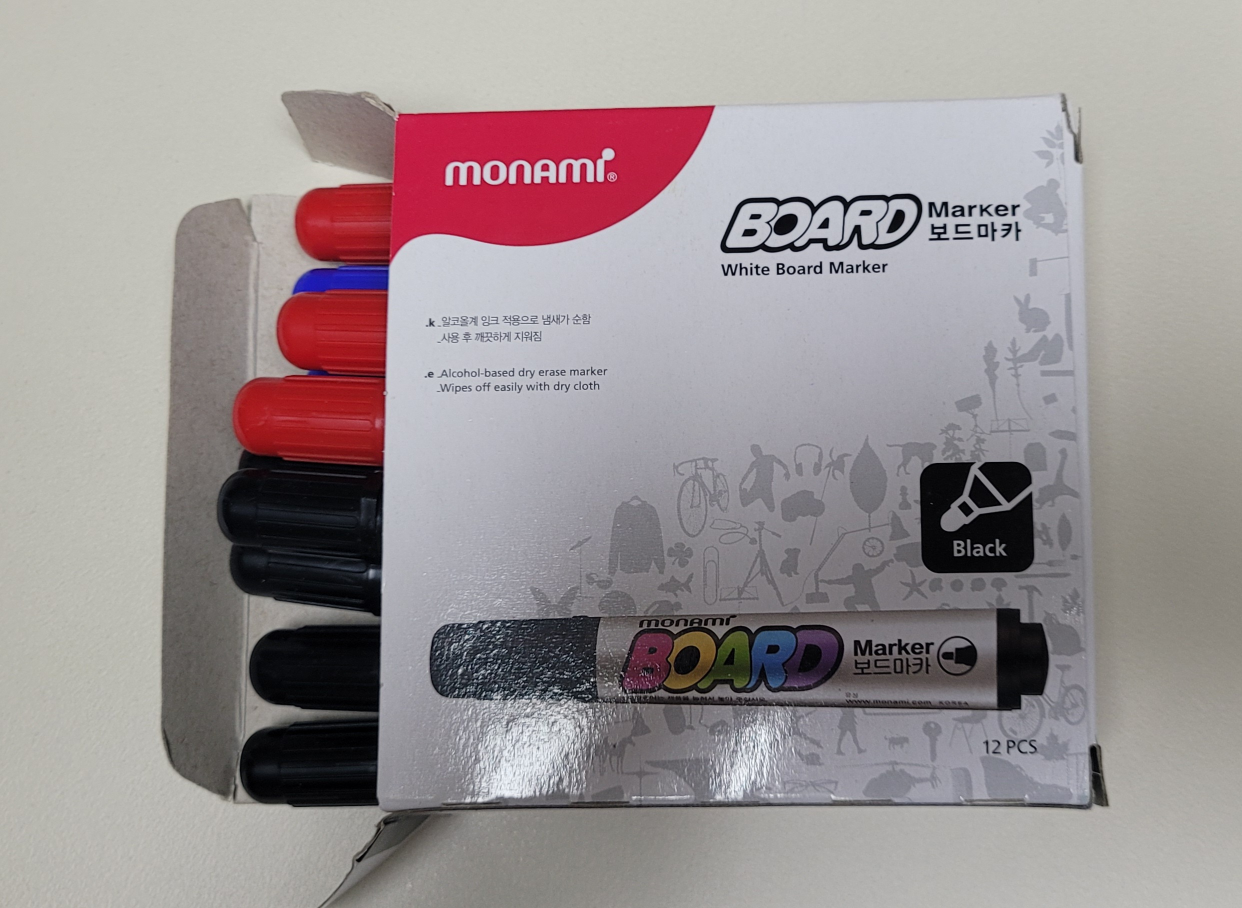 monami®
BOARD Marker
보드마카
White Board Marker
.k_알코올계 잉크 적용으로 냄새가 순함
_사용 후 깨끗하게 지워짐
.e_Alcohol-based dry erase marker
_Wipes off easily with dry cloth
Black
monami
BOARD Marker
보드마카
www.monami.com
12 PCS